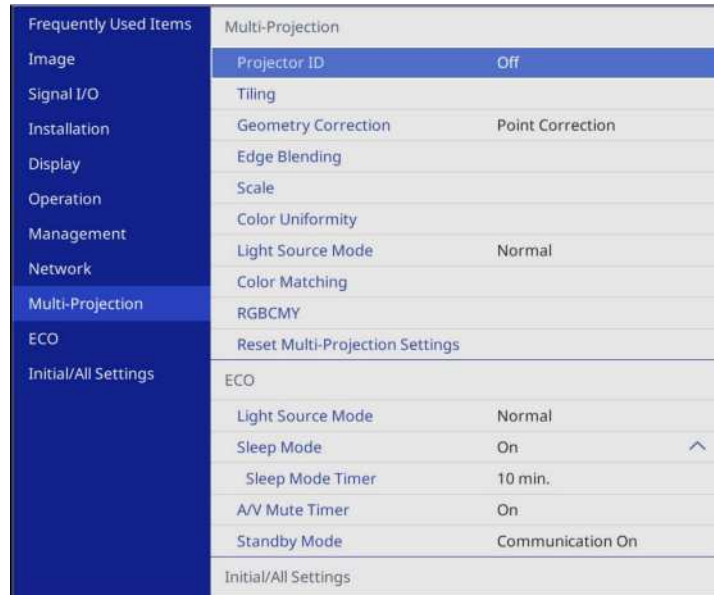 Frequently Used Items
Image
Signal I/O
Installation
Display
Operation
Management
Network
Multi-Projection
ECO
Initial/All Settings
Multi-Projection
Projector ID Off
Tiling
Geometry Correction Point Correction
Edge Blending
Scale
Color Uniformity
Light Source Mode Normal
Color Matching
RGBCMY
Reset Multi-Projection Settings
ECO
Light Source Mode Normal
Sleep Mode On
Sleep Mode Timer 10 min.
A/V Mute Timer On
Standby Mode Communication On
Initial/All Settings